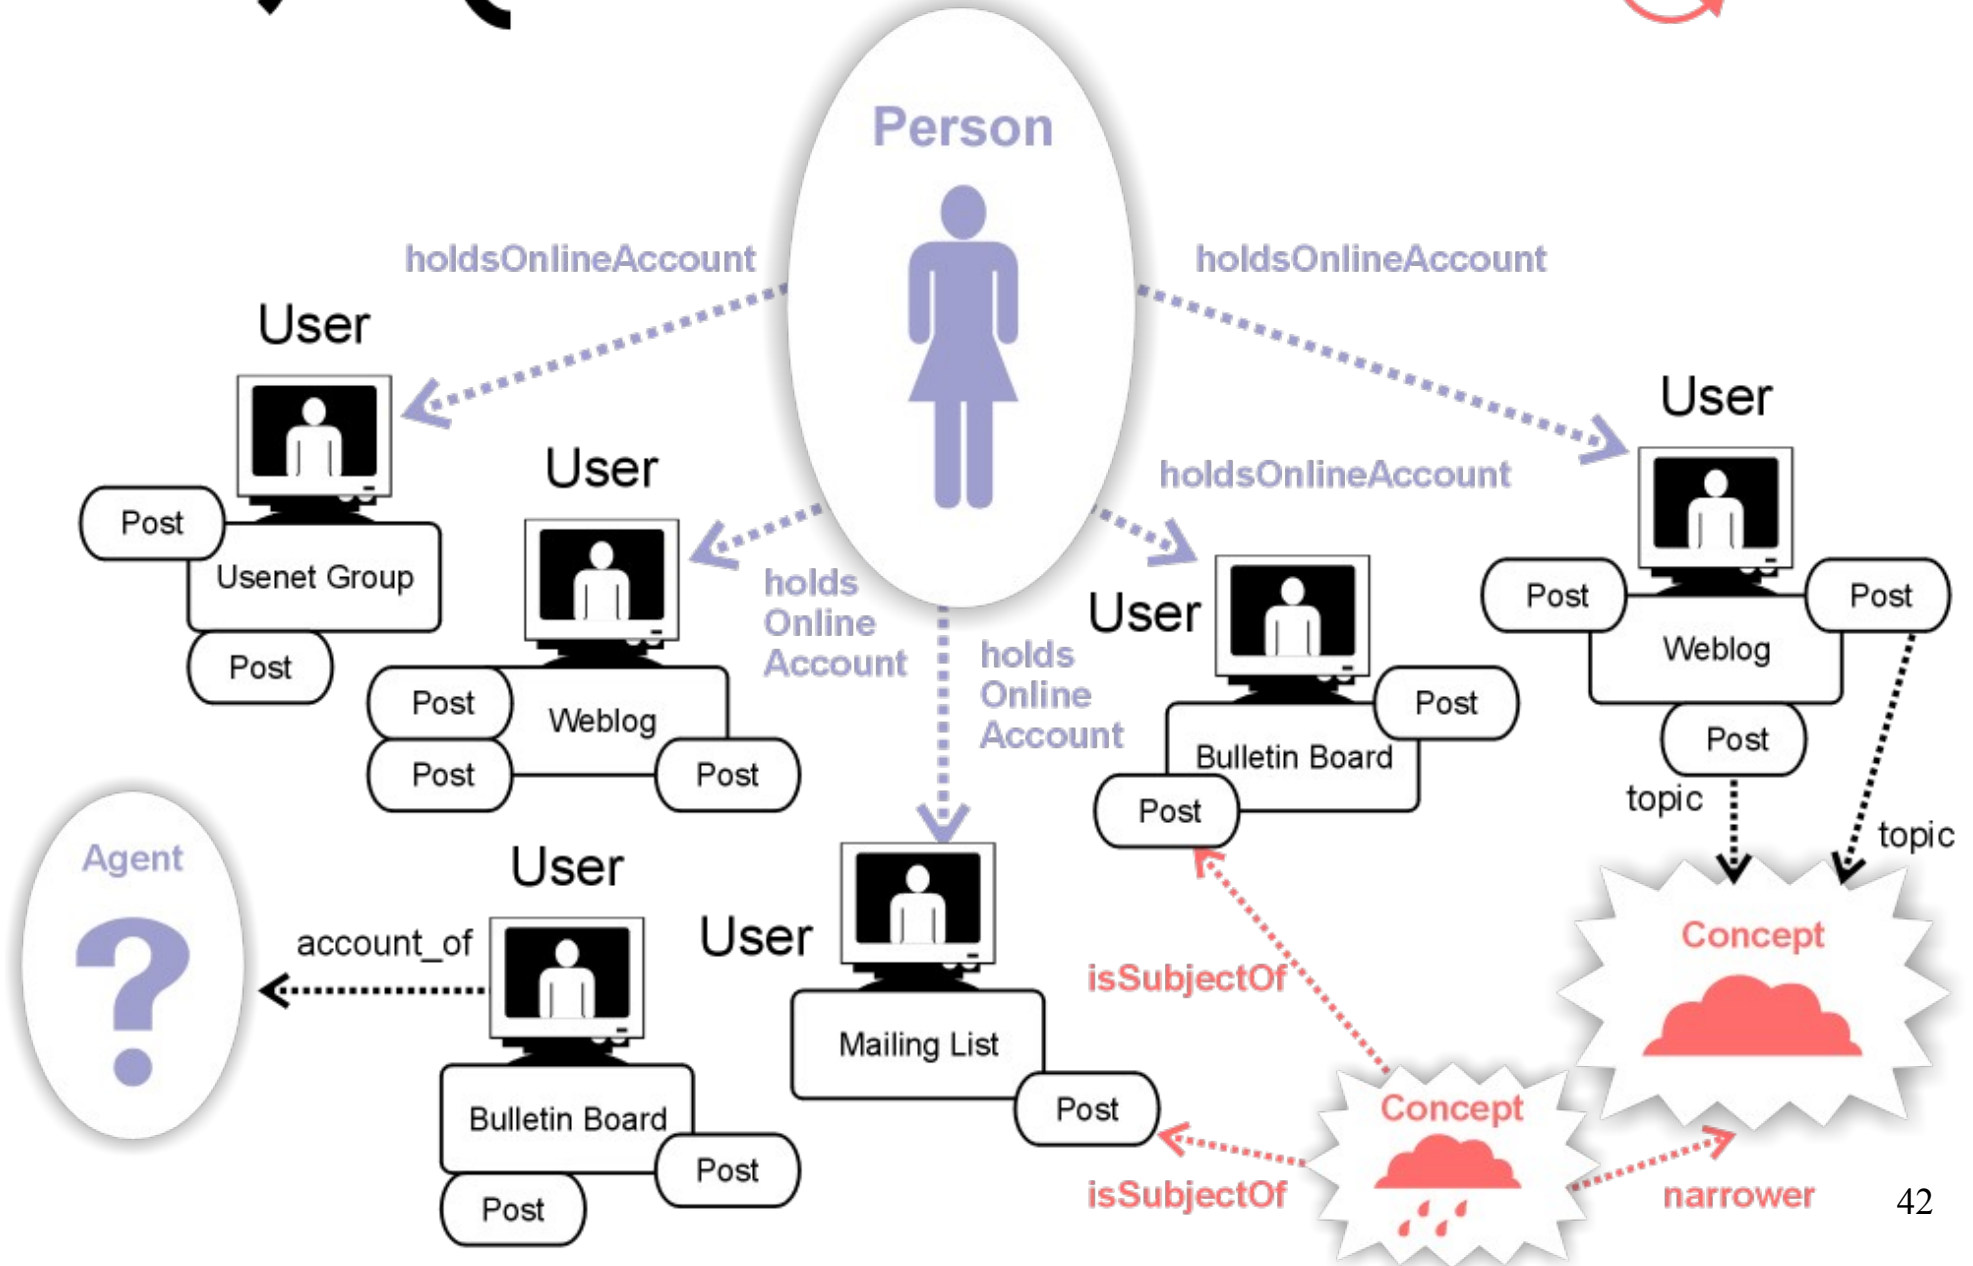 Person
holdsOnlineAccount
holdsOnlineAccount
User
User
User
holdsOnlineAccount
Post
Usenet Group
Post
holds
Online
Account
User
Post
Post
Weblog
Post
holds
Online
Account
Post
Weblog
Post
Post
Bulletin Board
Post
Post
topic
topic
Agent
User
account_of
User
Concept
isSubjectOf
Mailing List
Post
Concept
Bulletin Board
Post
Post
isSubjectOf
narrower
42